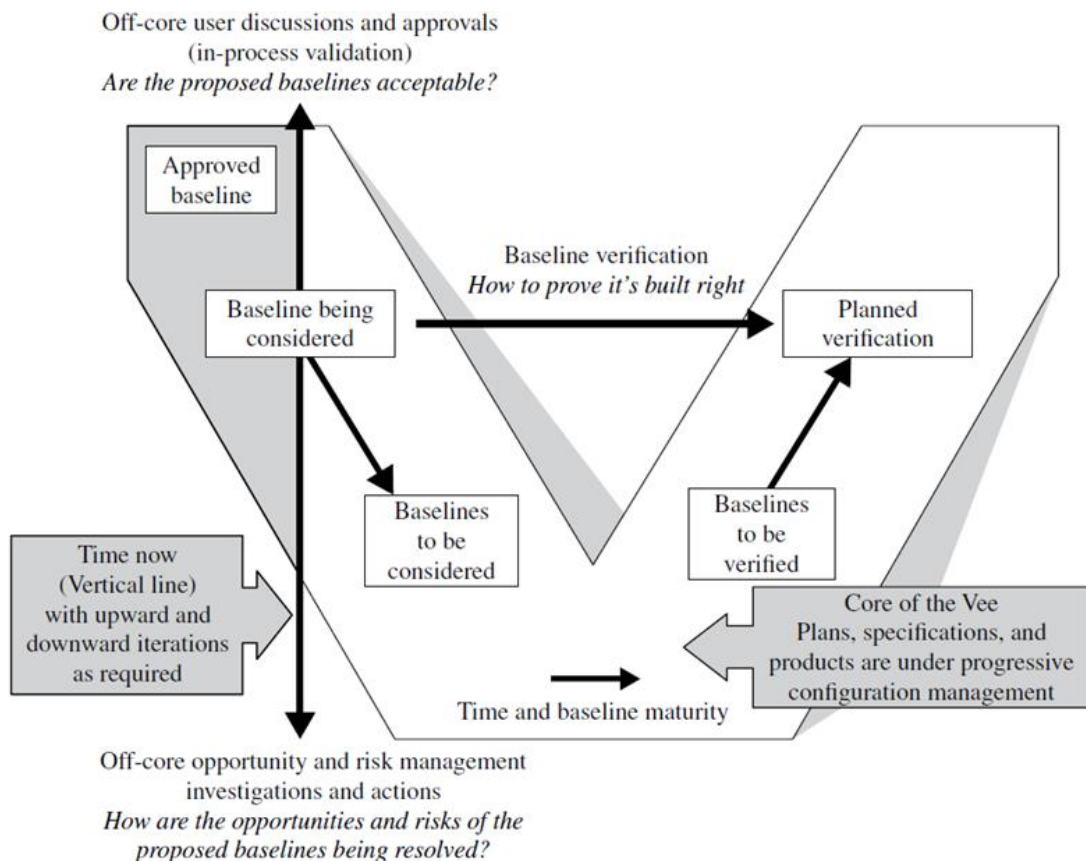 Off-core user discussions and approvals
(in-process validation)
Are the proposed baselines acceptable?
Approved
baseline
Baseline verification
How to prove it's built right
Baseline being
considered
Planned
verification
Baselines
to be
considered
Baselines
to be
verified
Time now
(Vertical line)
with upward and
downward iterations
as required
Core of the Vee
Plans, specifications, and
products are under progressive
configuration management
Time and baseline maturity
Off-core opportunity and risk management
investigations and actions
How are the opportunities and risks of the
proposed baselines being resolved?